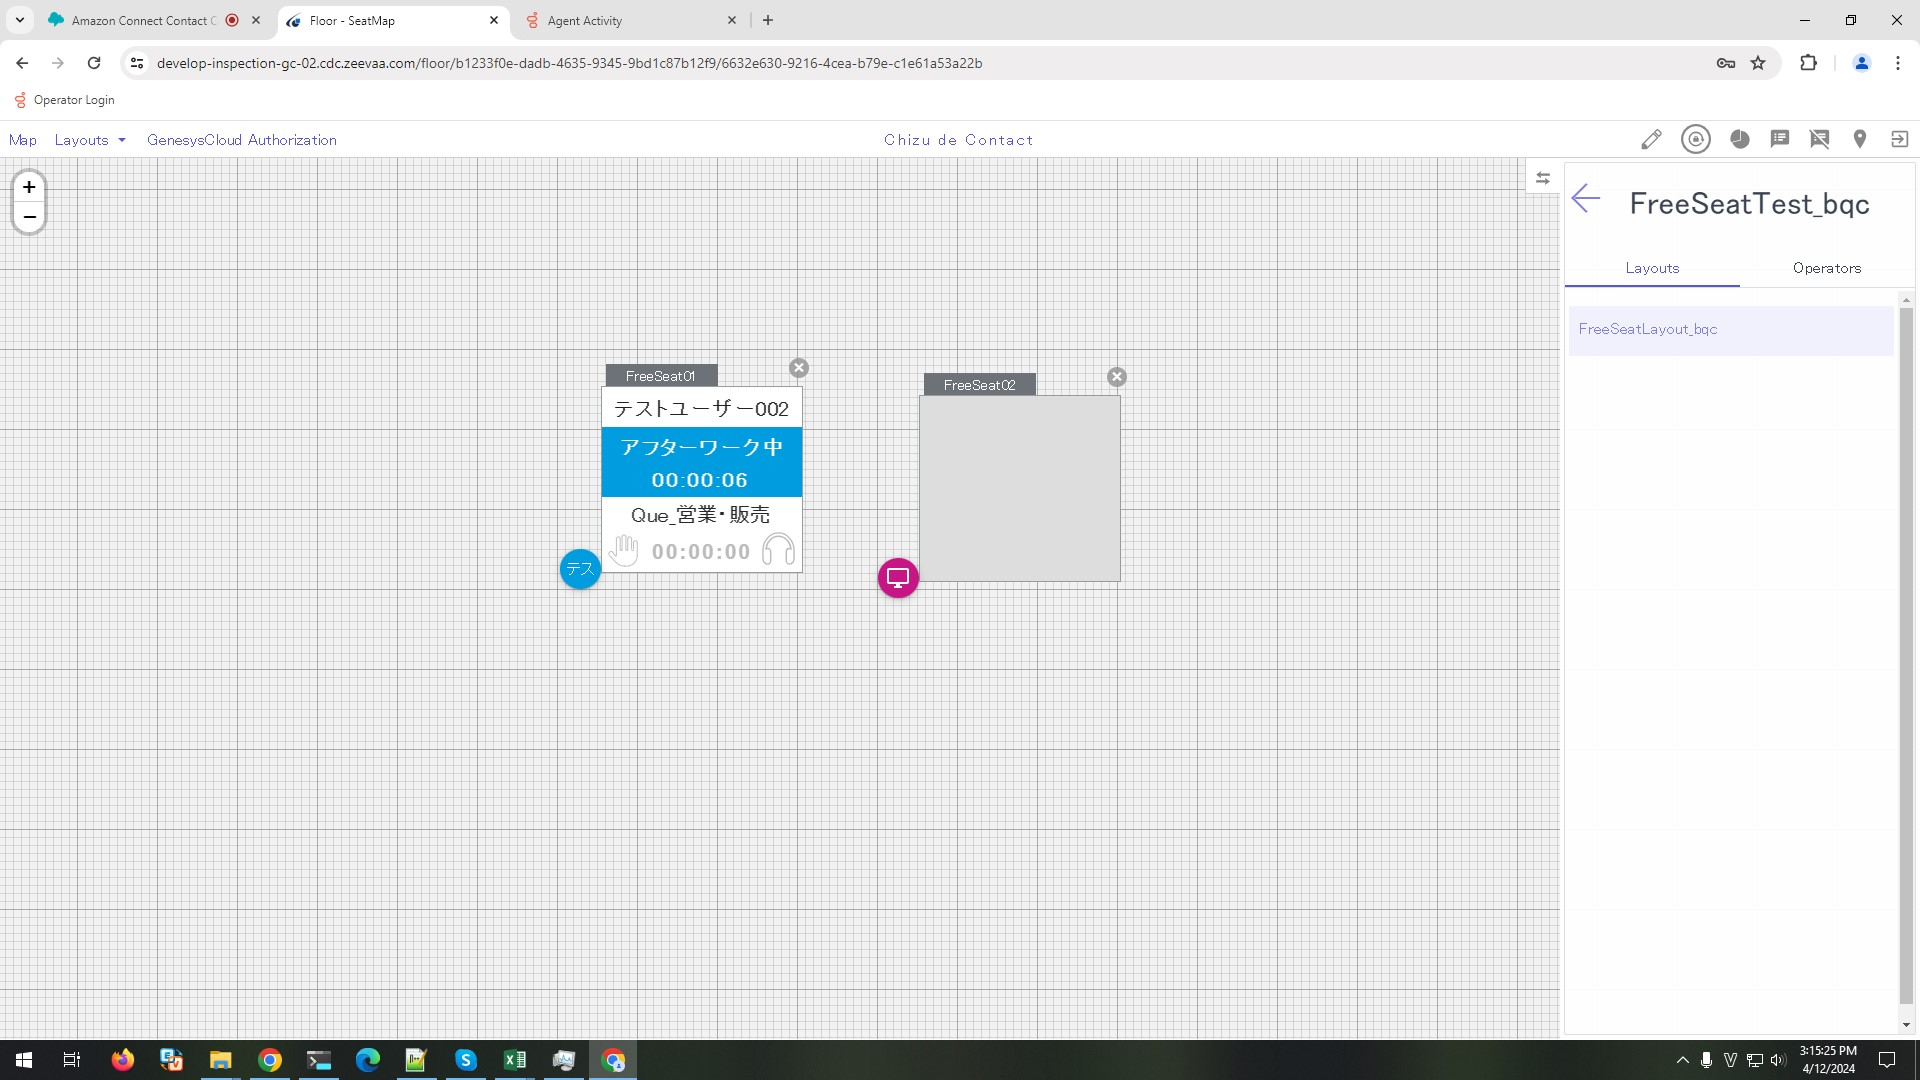 Amazon Connect Contact C
Floor - SeatMap
Agent Activity
develop-inspection-gc-02.cdc.zeevaa.com/floor/b1233f0e-dadb-4635-9345-9bd1c87b12f9/6632e630-9216-4cea-b79e-c1e61a53a22b
Operator Login
Map Layouts GenesysCloud Authorization
Chizu de Contact
+
−
FreeSeatTest_bqc
Layouts
Operators
FreeSeatLayout_bqc
FreeSeat01
テストユーザー002
アフターワーク中
00:00:06
Que_営業・販売
00:00:00
テス
FreeSeat02
3:15:25 PM
4/12/2024